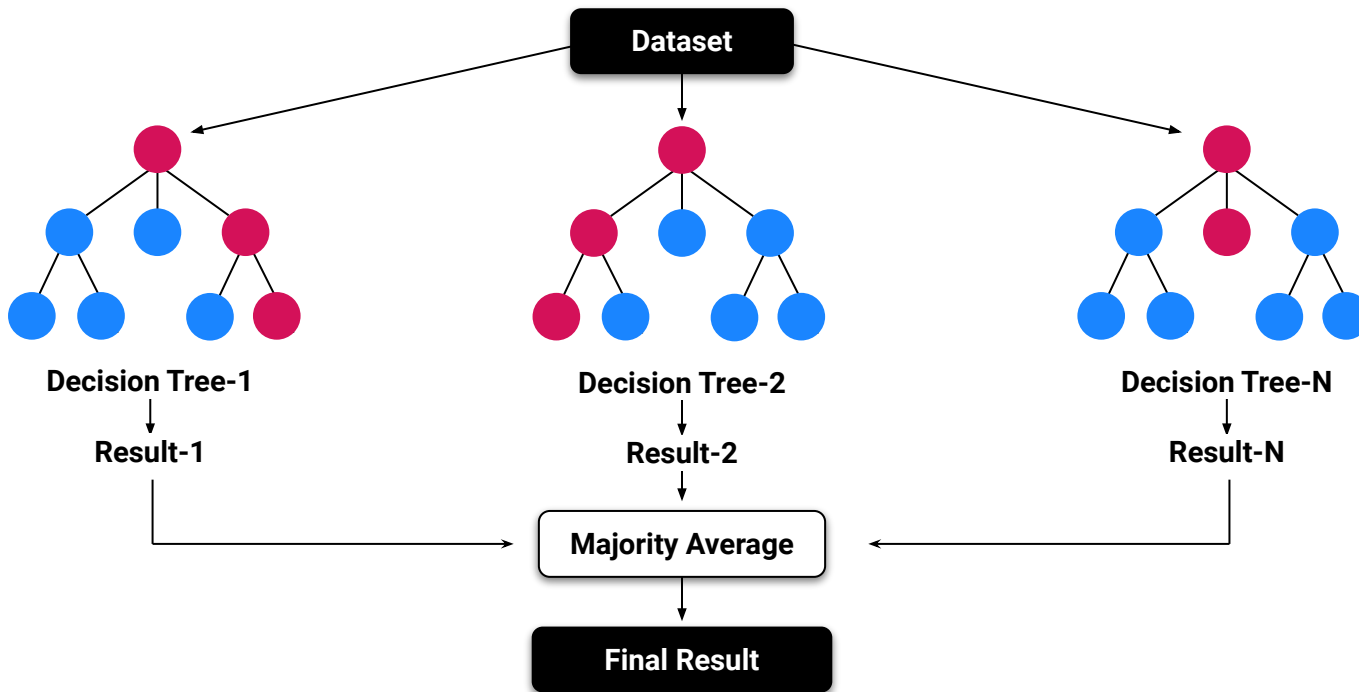 Dataset
Decision Tree-1
Decision Tree-2
Decision Tree-N
Result-1
Result-2
Result-N
Majority Average
Final Result